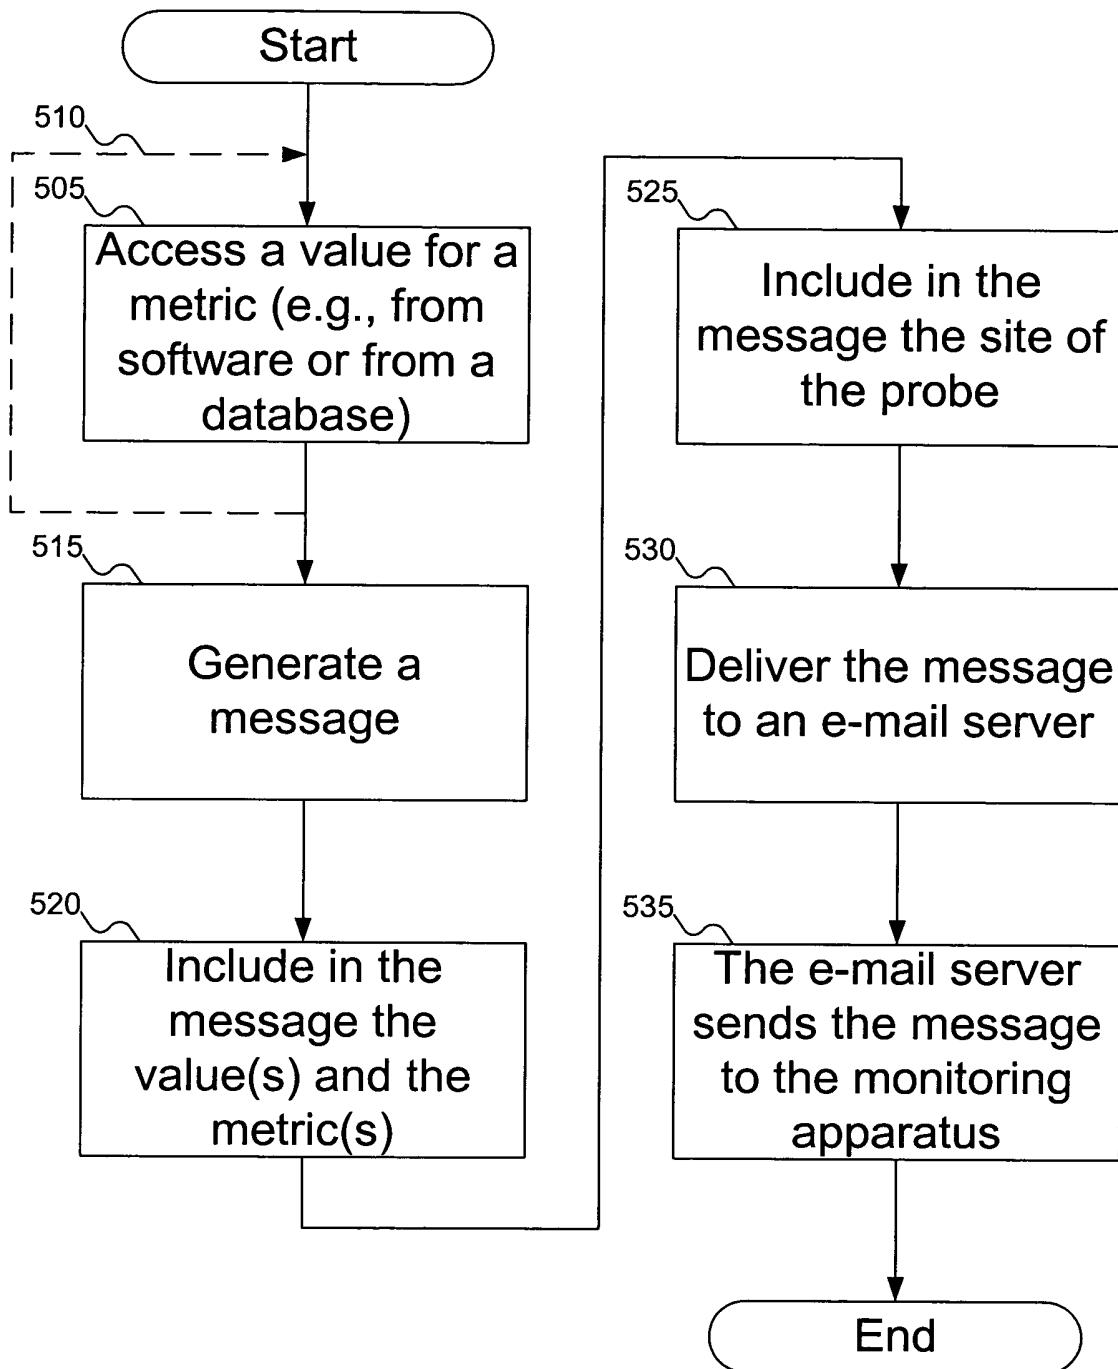 Start
510
505
Access a value for a
metric (e.g., from
software or from a
database)
515
Generate a
message
520
Include in the
message the
value(s) and the
metric(s)
525
Include in the
message the site of
the probe
530
Deliver the message
to an e-mail server
535
The e-mail server
sends the message
to the monitoring
apparatus
End